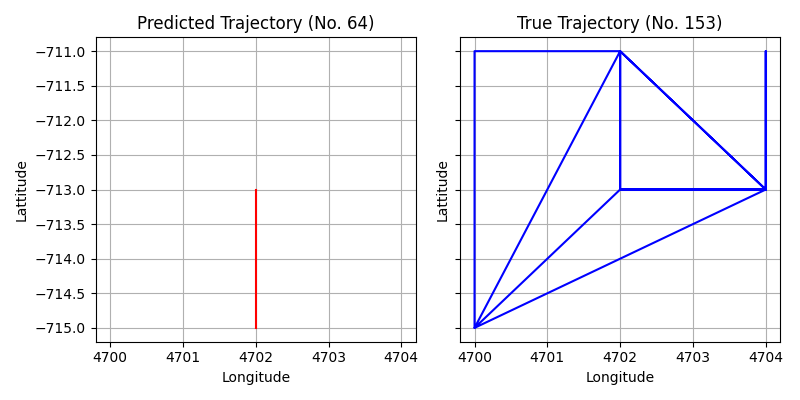 Predicted Trajectory (No. 64)
−711.0
−711.5
−712.0
−712.5
−713.0
−713.5
−714.0
−714.5
−715.0
Lattitude
4700 4701 4702 4703 4704
Longitude
True Trajectory (No. 153)
Lattitude
4700 4701 4702 4703 4704
Longitude